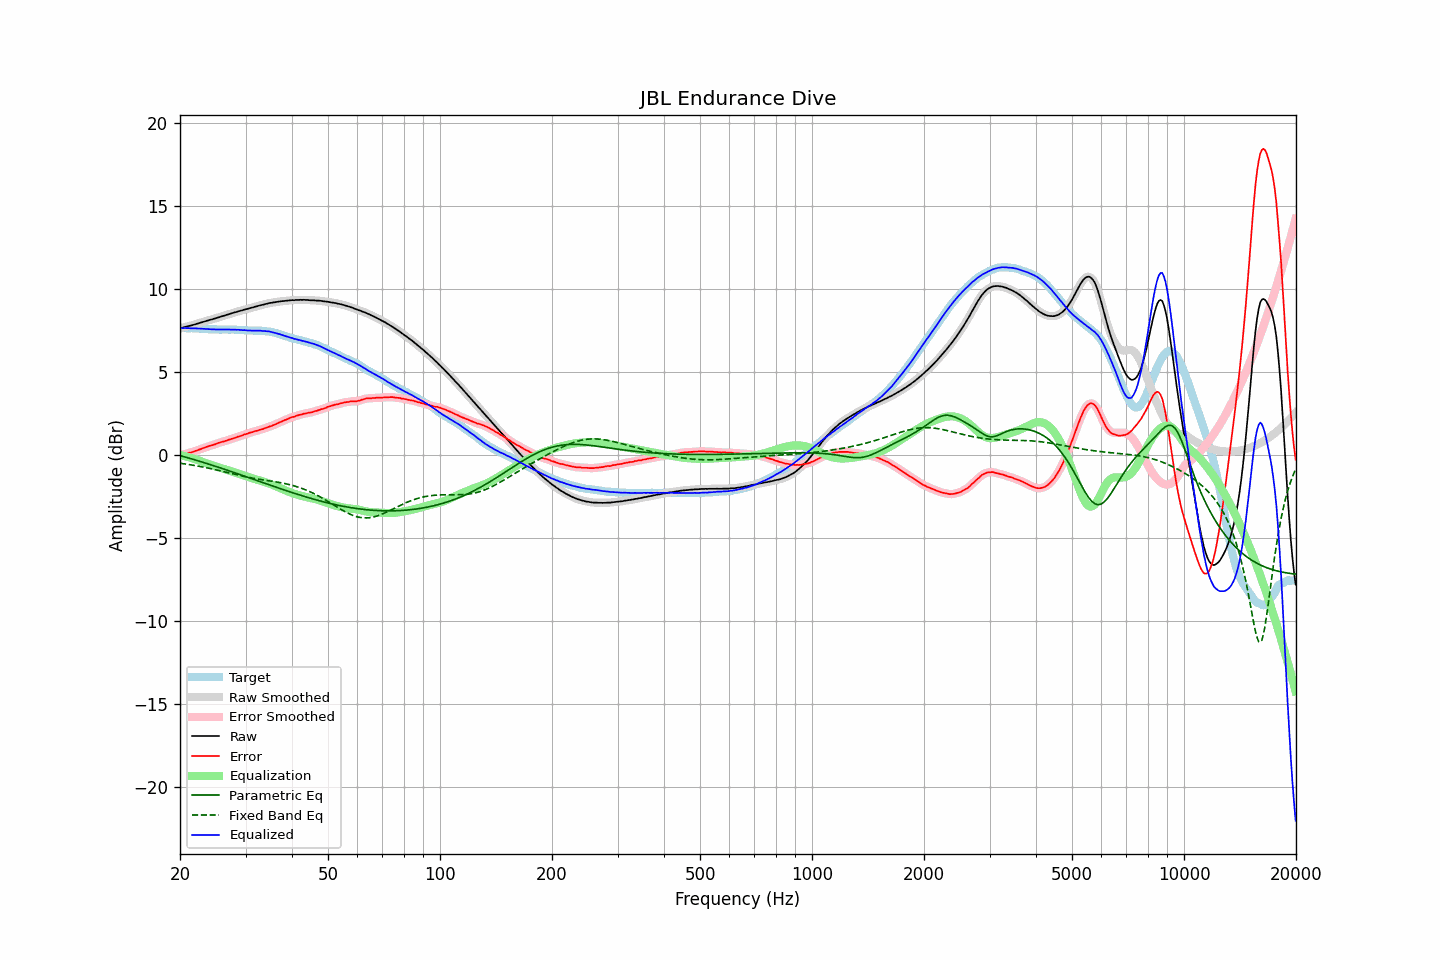 JBL Endurance Dive
Amplitude (dBr)
20
15
10
5
0
−5
−10
−15
−20
Target
Raw Smoothed
Error Smoothed
Raw
Error
Equalization
Parametric Eq
Fixed Band Eq
Equalized
20 50 100 200 500 1000 2000 5000 10000 20000
Frequency (Hz)